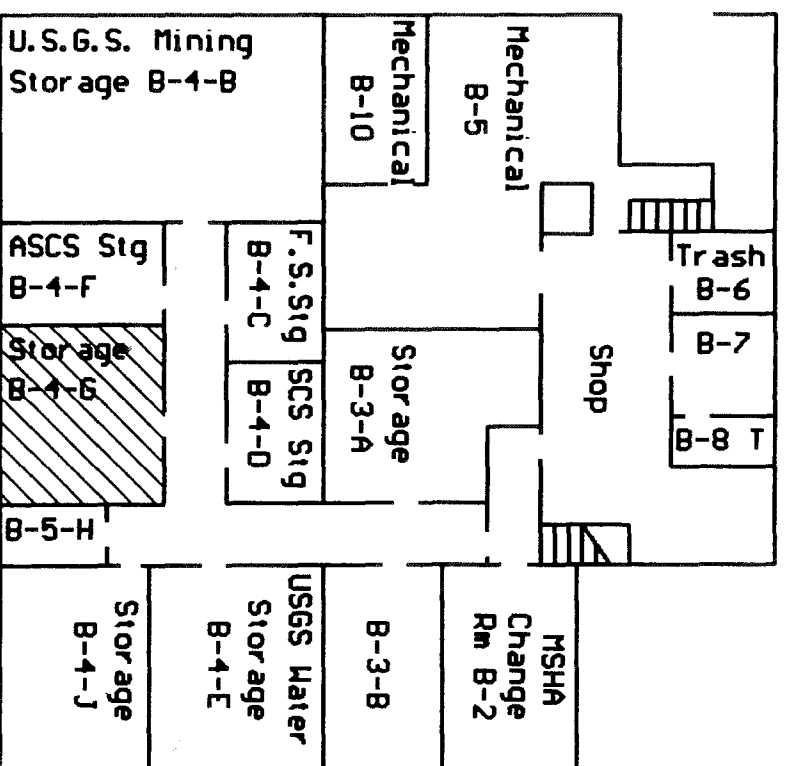 U.S.G.S. Mining
Storage B-4-B
Mechanical
B-10
Mechanical
B-5
ASCS Stg
B-4-F
F.S.Stg
B-4-C
Trash
B-6
Storage
B-4-G
SCS Stg
B-4-D
Storage
B-3-A
Shop
B-7
B-8 T
B-5-H
Storage
B-4-J
USGS Water
Storage
B-4-E
B-3-B
MSHA
Change
Rm B-2